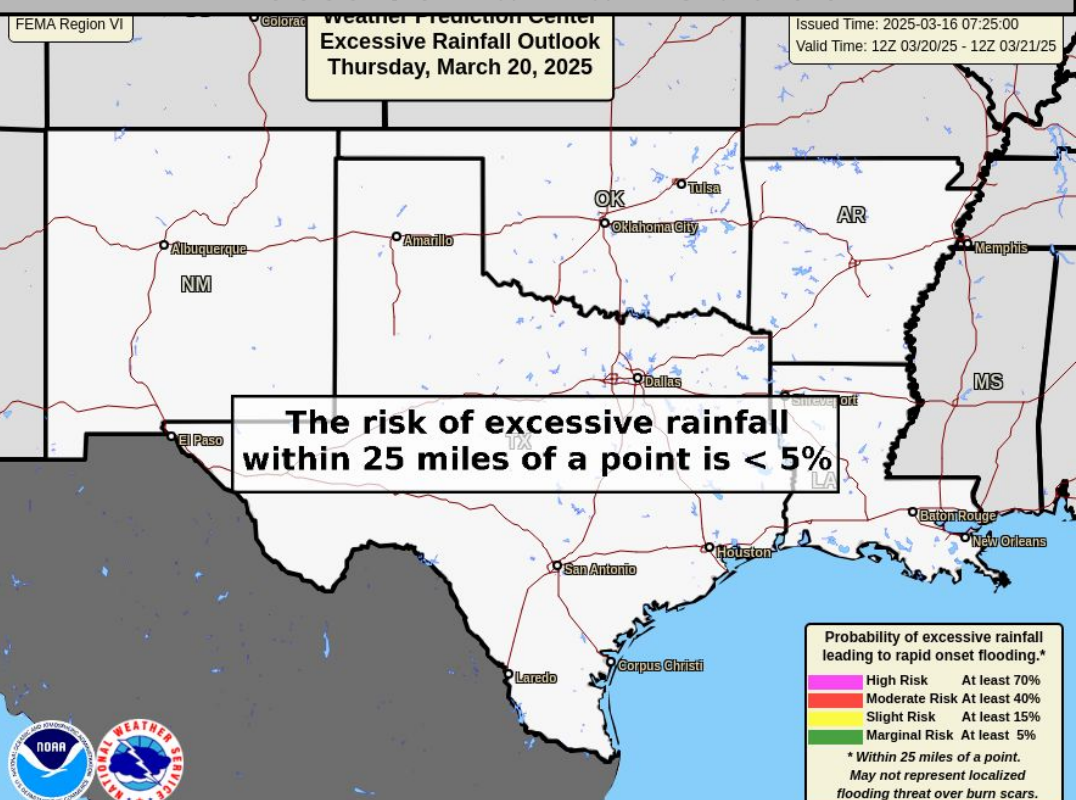 FEMA Region VI
Weather Prediction Center
Excessive Rainfall Outlook
Thursday, March 20, 2025
Issued Time: 2025-03-16 07:25:00
Valid Time: 12Z 03/20/25 - 12Z 03/21/25
Tulsa
OK
Oklahoma City
AR
Amarillo
Albuquerque
Memphis
NM
Dallas
MS
Shreveport
The risk of excessive rainfall
El Paso
TX
within 25 miles of a point is < 5%
LA
Baton Rouge
New Orleans
Houston
San Antonio
Corpus Christi
Laredo
Probability of excessive rainfall
leading to rapid onset flooding.*
High Risk At least 70%
Moderate Risk At least 40%
Slight Risk At least 15%
Marginal Risk At least 5%
* Within 25 miles of a point.
May not represent localized
flooding threat over burn scars.
NOAA
NATIONAL WEATHER SERVICE